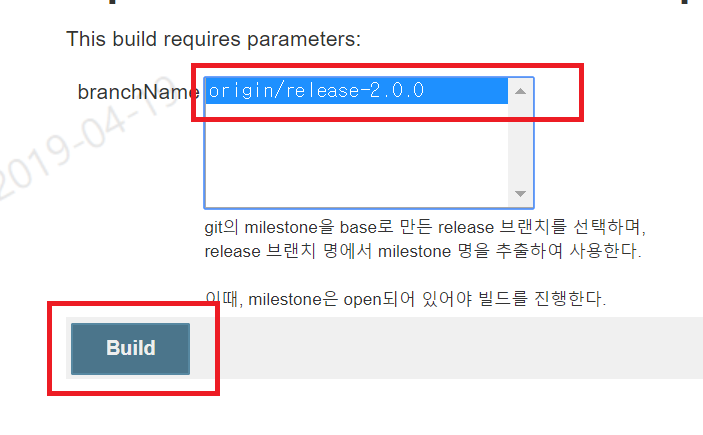 This build requires parameters:
branchName
origin/release-2.0.0
2019-04-19
git의 milestone을 base로 만든 release 브랜치를 선택하며,
release 브랜치 명에서 milestone 명을 추출하여 사용한다.
이때, milestone은 open되어 있어야 빌드를 진행한다.
Build